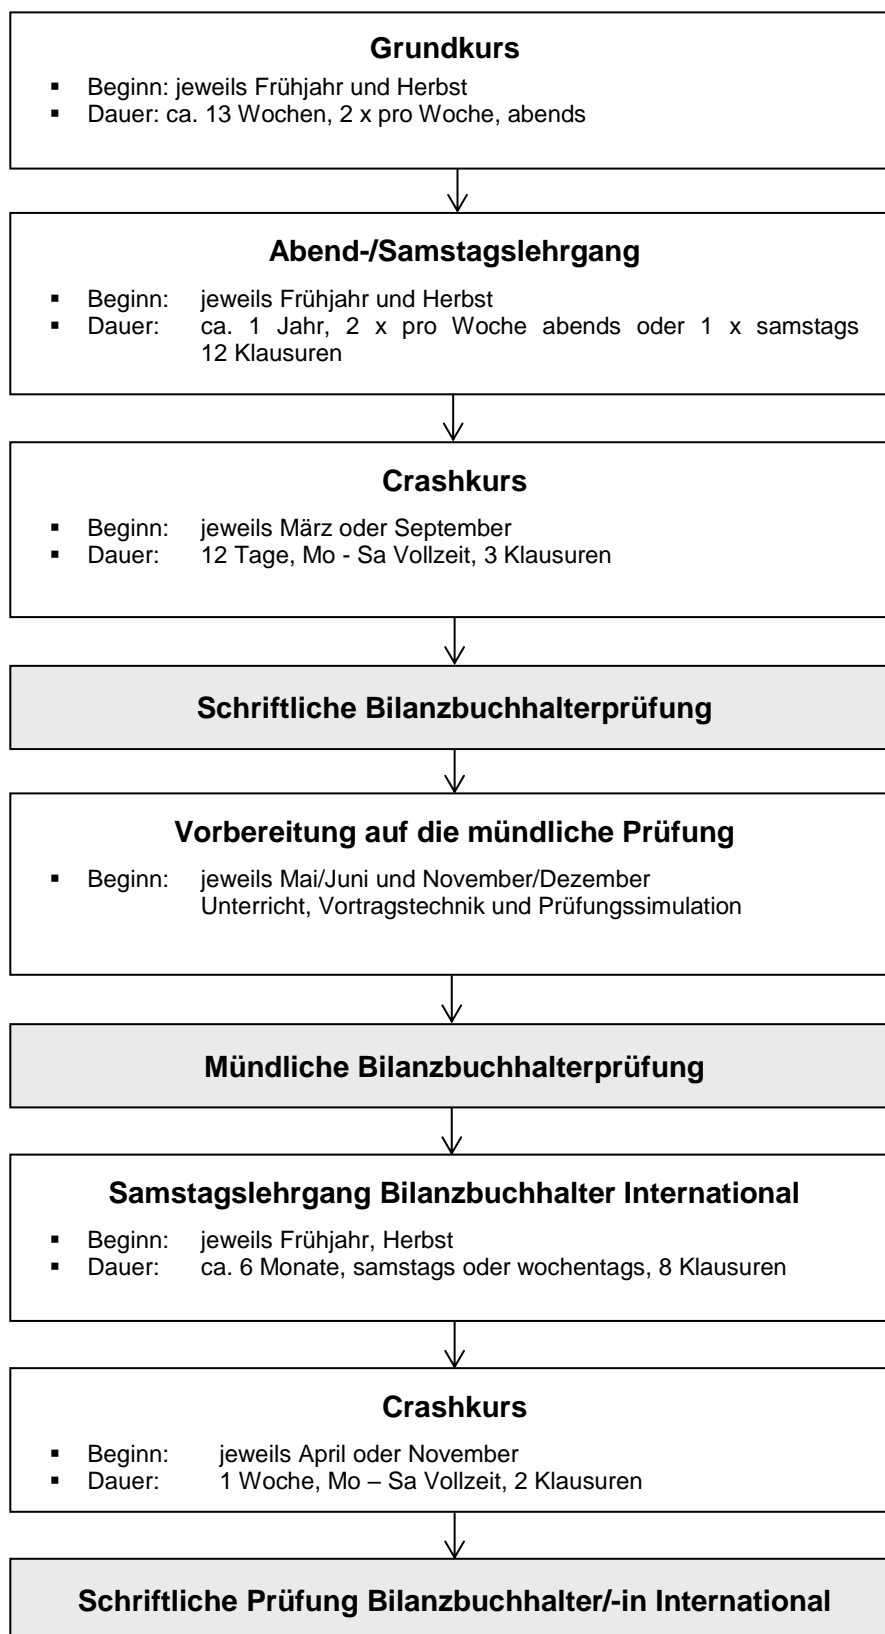 Grundkurs
▪ Beginn: jeweils Frühjahr und Herbst
▪ Dauer: ca. 13 Wochen, 2 x pro Woche, abends
Abend-/Samstagslehrgang
▪ Beginn: jeweils Frühjahr und Herbst
▪ Dauer: ca. 1 Jahr, 2 x pro Woche abends oder 1 x samstags
12 Klausuren
Crashkurs
▪ Beginn: jeweils März oder September
▪ Dauer: 12 Tage, Mo - Sa Vollzeit, 3 Klausuren
Schriftliche Bilanzbuchhalterprüfung
Vorbereitung auf die mündliche Prüfung
▪ Beginn: jeweils Mai/Juni und November/Dezember
Unterricht, Vortragstechnik und Prüfungssimulation
Mündliche Bilanzbuchhalterprüfung
Samstagslehrgang Bilanzbuchhalter International
▪ Beginn: jeweils Frühjahr, Herbst
▪ Dauer: ca. 6 Monate, samstags oder wochentags, 8 Klausuren
Crashkurs
▪ Beginn: jeweils April oder November
▪ Dauer: 1 Woche, Mo – Sa Vollzeit, 2 Klausuren
Schriftliche Prüfung Bilanzbuchhalter/-in International